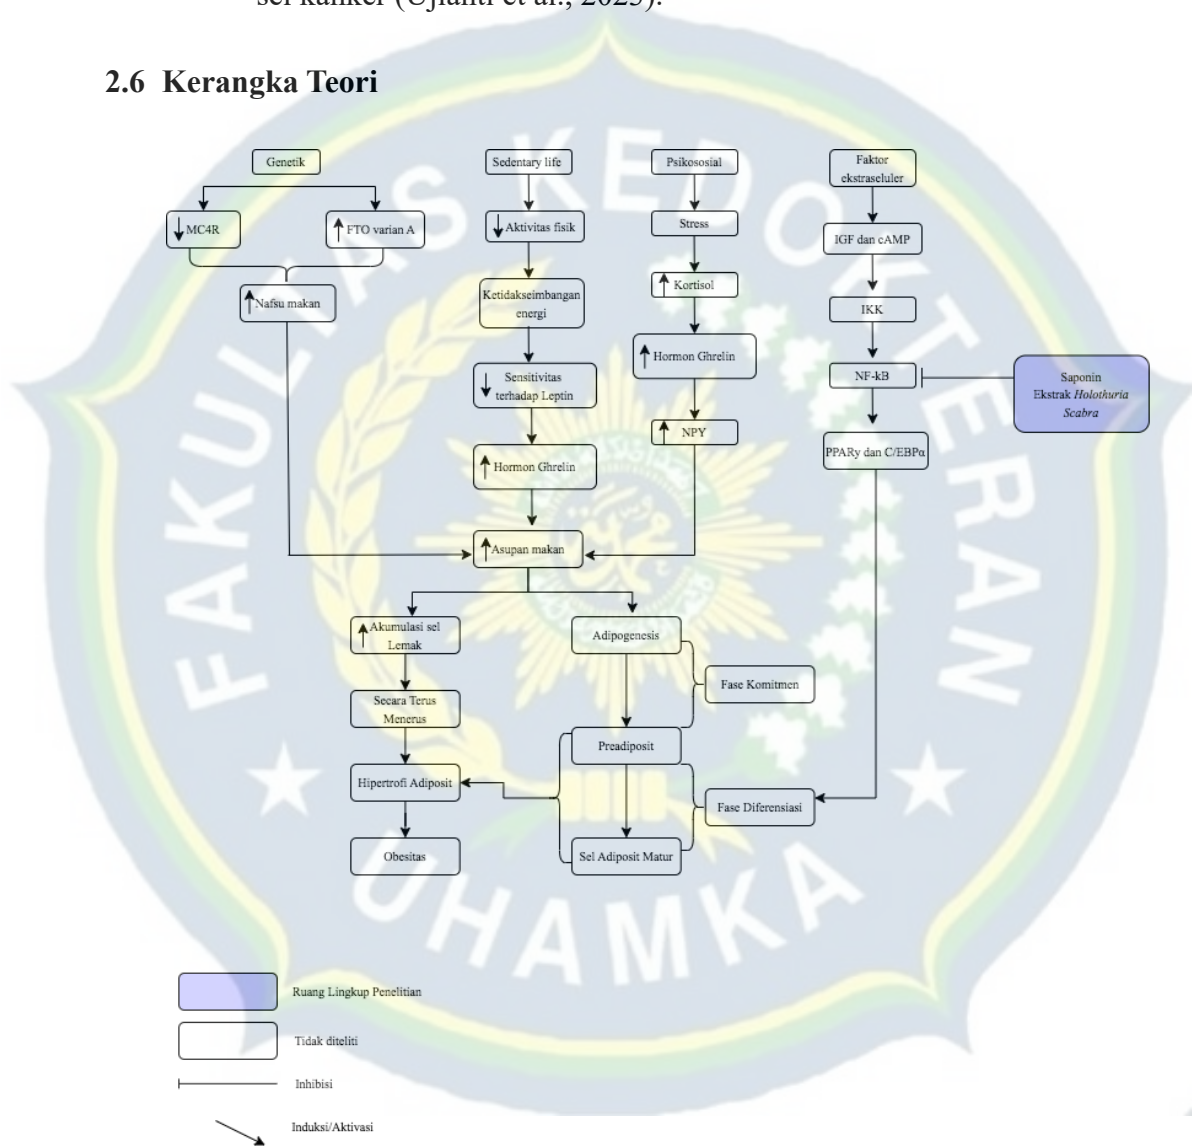 sel kanker (Ujianti et al., 2023).
2.6 Kerangka Teori
Genetik
Sedentary life
Psikososial
Faktor
ekstraseluler
↓ MC4R
↑ FTO varian A
↓ Aktivitas fisik
Stress
IGF dan cAMP
↑ Nafsu makan
Ketidakseimbangan
energi
↑ Kortisol
IKK
↓ Sensitivitas
terhadap Leptin
↑ Hormon Ghrelin
NF-kB
Saponin
Ekstrak Holothuria
Scabra
↑ NPY
↑ Hormon Ghrelin
PPARy dan C/EBPα
↑ Asupan makan
↑ Akumulasi sel
Lemak
Adipogenesis
Fase Komitmen
Secara Terus
Menerus
Preadiposit
Hipertrofi Adiposit
Fase Diferensiasi
Obesitas
Sel Adiposit Matur
Ruang Lingkup Penelitian
Tidak diteliti
Inhibisi
Induksi/Aktivasi
FAKULTAS KEDOKTERAN
UHAMKA